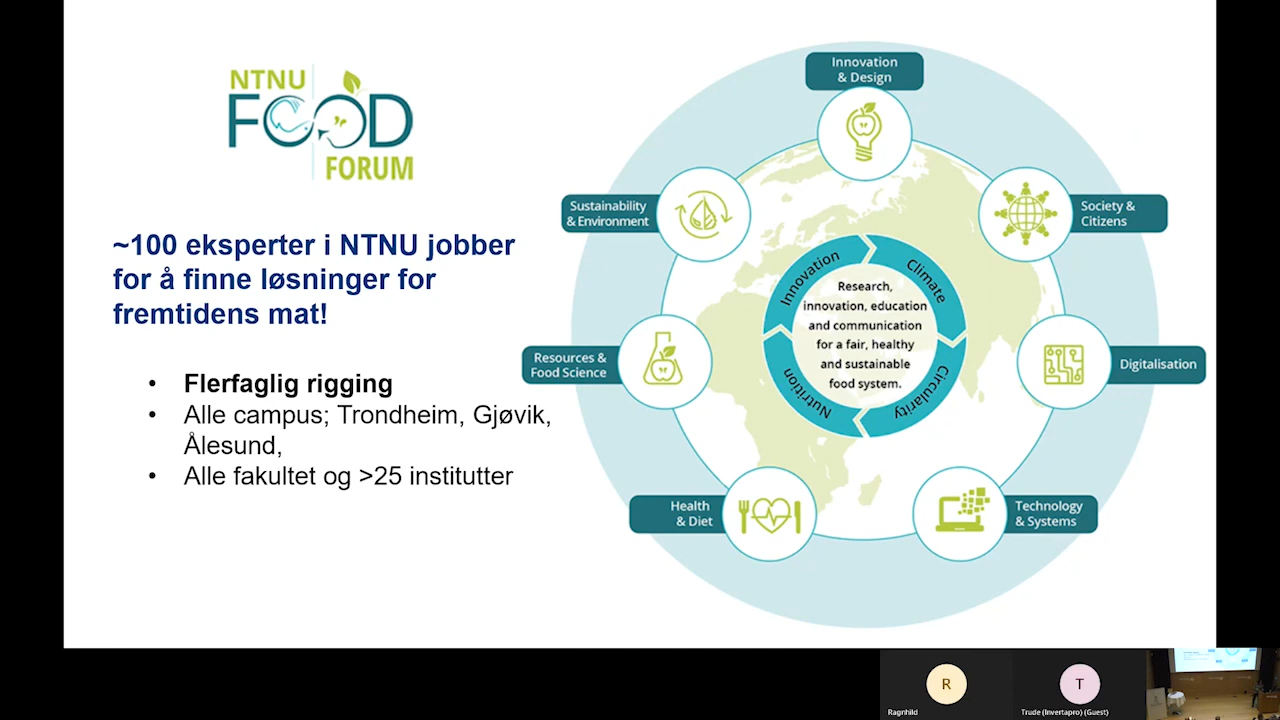 NTNU
FOOD
FORUM
~100 eksperter i NTNU jobber
for å finne løsninger for
fremtidens mat!
• Flerfaglig rigging
• Alle campus; Trondheim, Gjøvik,
Ålesund,
• Alle fakultet og >25 institutter
Innovation
& Design
Society &
Citizens
Digitalisation
Technology
& Systems
Health
& Diet
Resources &
Food Science
Sustainability
& Environment
Innovation
Climate
Circularity
Nutrition
Research,
innovation, education
and communication
for a fair, healthy
and sustainable
food system.
R
Ragnhild
T
Trude (Invertapro) (Guest)